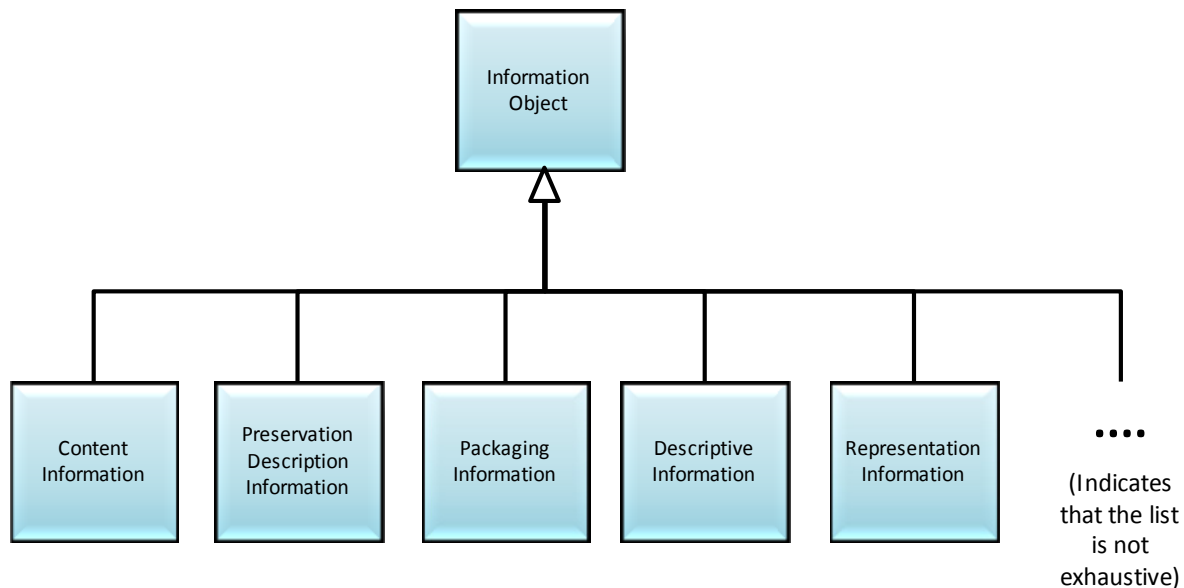 Information
Object
Content
Information
Preservation
Description
Information
Packaging
Information
Descriptive
Information
Representation
Information
....
(Indicates
that the list
is not
exhaustive)